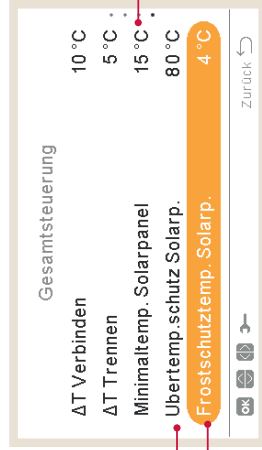 Gesamtsteuerung
ΔT Verbinden 10 °C
ΔT Trennen 5 °C
Minimaltemp. Solarpanel 15 °C
Übertemp.schutz Solarp. 80 °C
Frostschutztemp. Solarp. 4 °C
OK Zurück